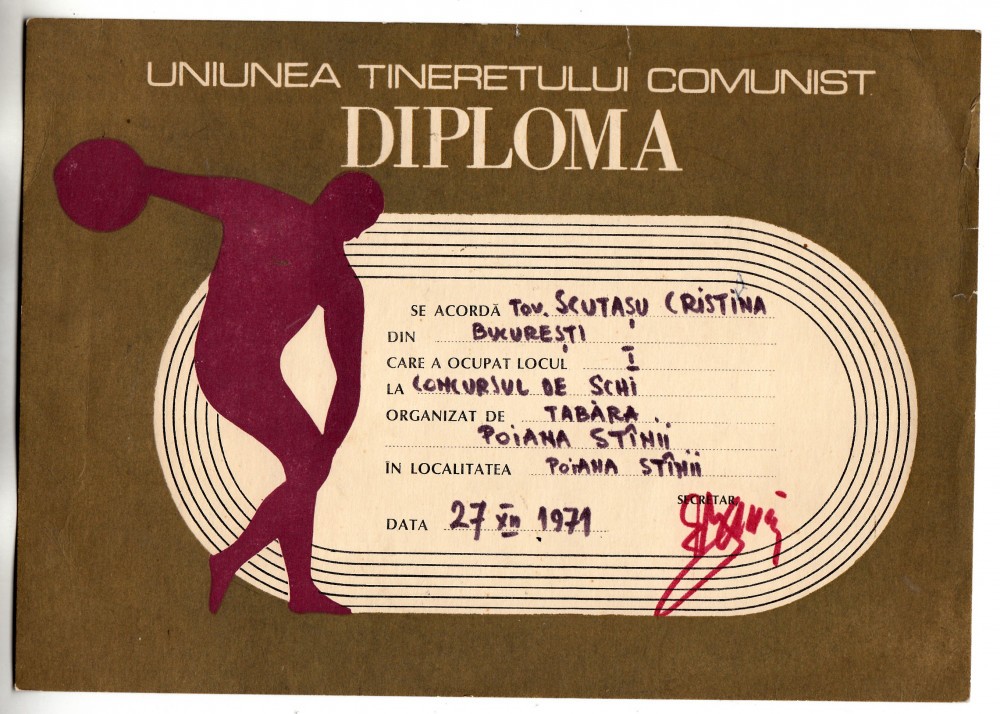 UNIUNEA TINERETULUI COMUNIST
DIPLOMA
SE ACORDĂ Tov. SCUTAȘU CRISTINA
DIN BUCUREȘTI
CARE A OCUPAT LOCUL I
LA CONCURSUL DE SCHI
ORGANIZAT DE TABĂRA
POIANA STÎNII
ÎN LOCALITATEA POIANA STÎNII
SECRETAR,
DATA 27 XII 1971